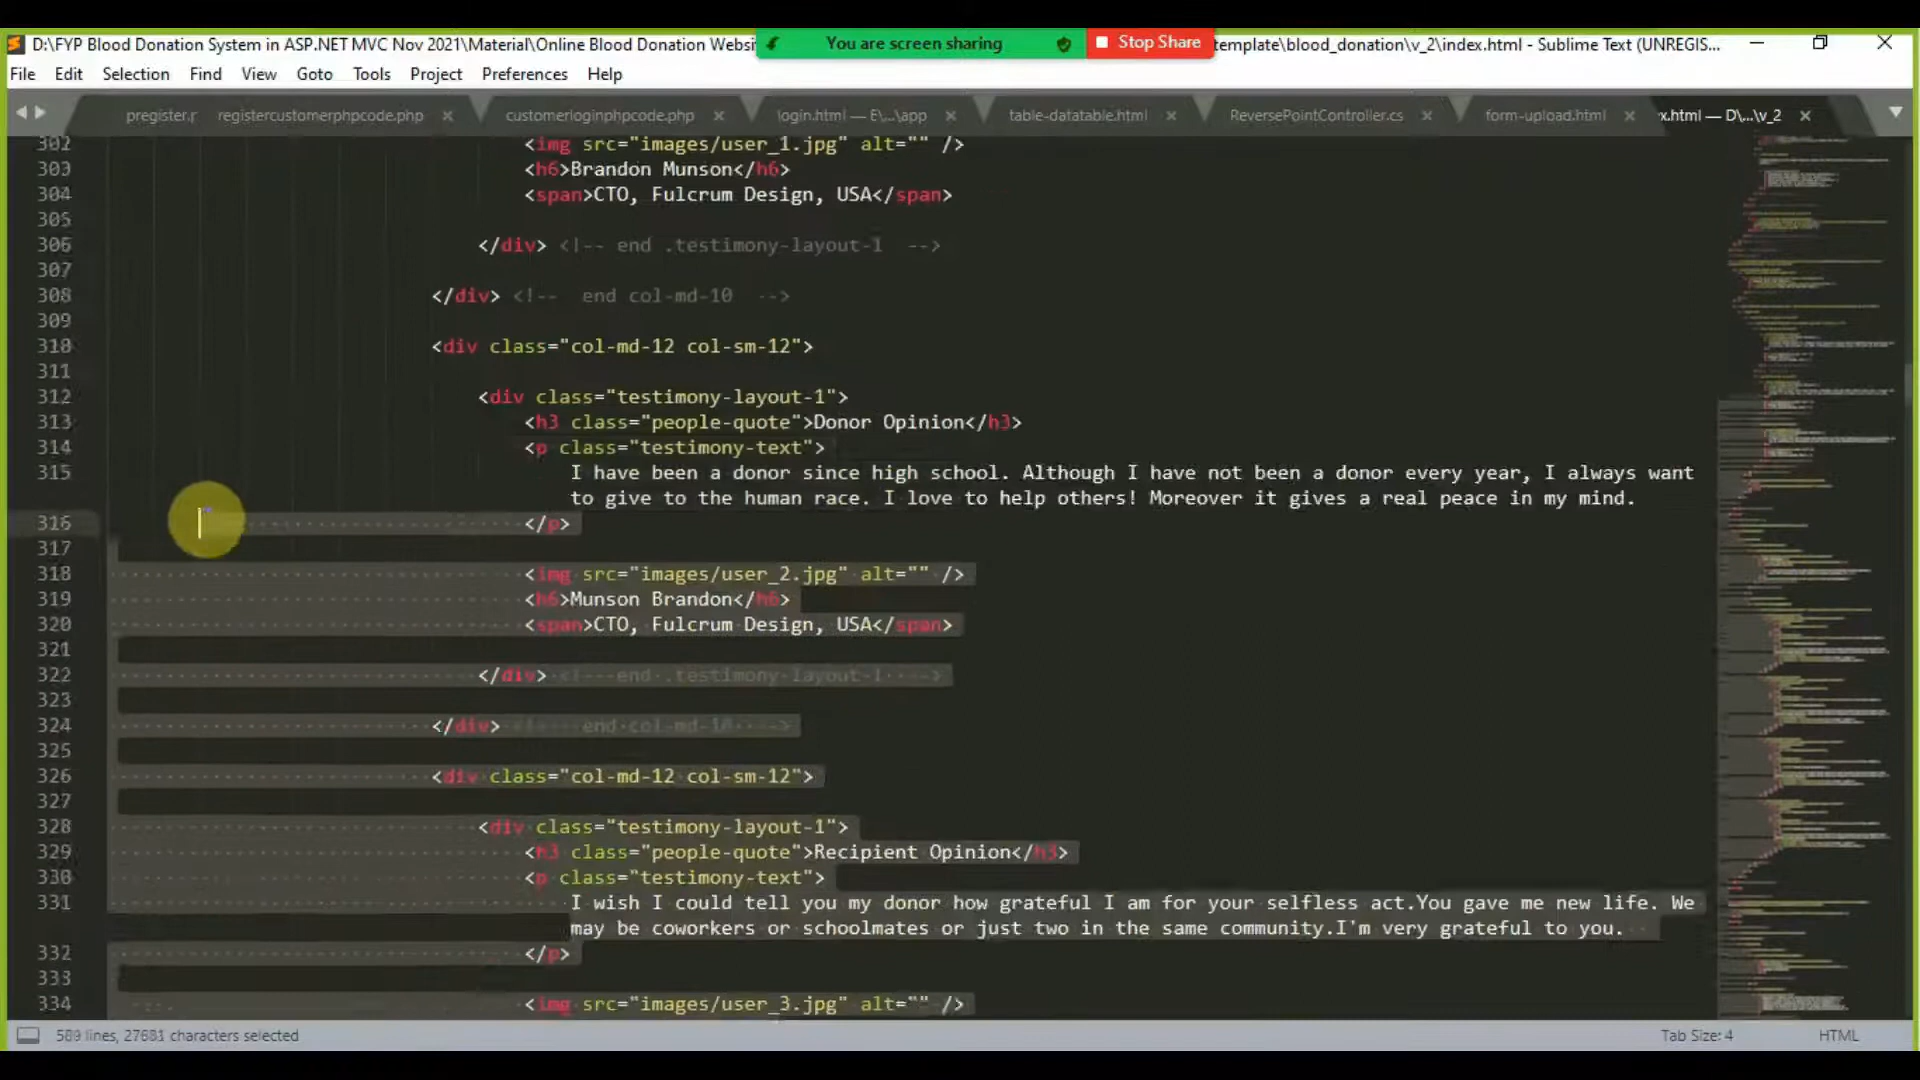 D:\FYP Blood Donation System in ASP.NET MVC Nov 2021\Material\Online Blood Donation Websi
You are screen sharing
Stop Share
template\blood_donation\v_2\index.html - Sublime Text (UNREGIS...
File Edit Selection Find View Goto Tools Project Preferences Help
pregister.r registercustomerphpcode.php customerloginphpcode.php login.html — E\...\app table-datatable.html ReversePointController.cs form-upload.html x.html — D\...\v_2
302 <img src="images/user_1.jpg" alt="" />
303 <h6>Brandon Munson</h6>
304 <span>CTO, Fulcrum Design, USA</span>
305
306 </div> <!-- end .testimony-layout-1  -->
307
308 </div> <!--  end col-md-10  -->
309
310 <div class="col-md-12 col-sm-12">
311
312 <div class="testimony-layout-1">
313 <h3 class="people-quote">Donor Opinion</h3>
314 <p class="testimony-text">
315 I have been a donor since high school. Although I have not been a donor every year, I always want
to give to the human race. I love to help others! Moreover it gives a real peace in my mind.
316 </p>
317
318 <img src="images/user_2.jpg" alt="" />
319 <h6>Munson Brandon</h6>
320 <span>CTO, Fulcrum Design, USA</span>
321
322 </div> <!-- end .testimony-layout-1  -->
323
324 </div> <!--  end col-md-10  -->
325
326 <div class="col-md-12 col-sm-12">
327
328 <div class="testimony-layout-1">
329 <h3 class="people-quote">Recipient Opinion</h3>
330 <p class="testimony-text">
331 I wish I could tell you my donor how grateful I am for your selfless act.You gave me new life. We
may be coworkers or schoolmates or just two in the same community.I'm very grateful to you.
332 </p>
333
334 <img src="images/user_3.jpg" alt="" />
589 lines, 27681 characters selected
Tab Size: 4
HTML